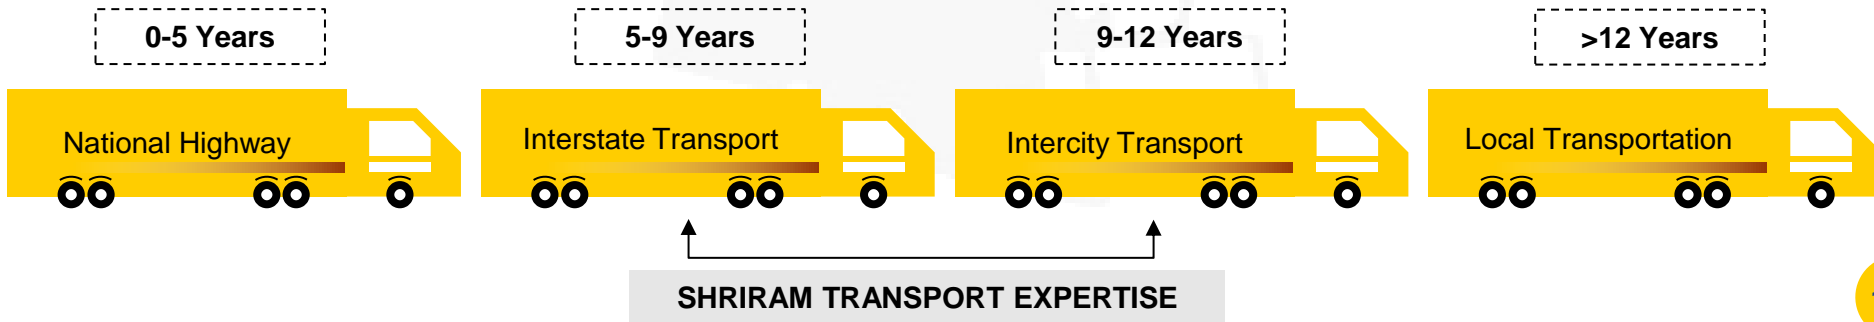 0-5 Years
5-9 Years
9-12 Years
>12 Years
National Highway
Interstate Transport
Intercity Transport
Local Transportation
SHRIRAM TRANSPORT EXPERTISE